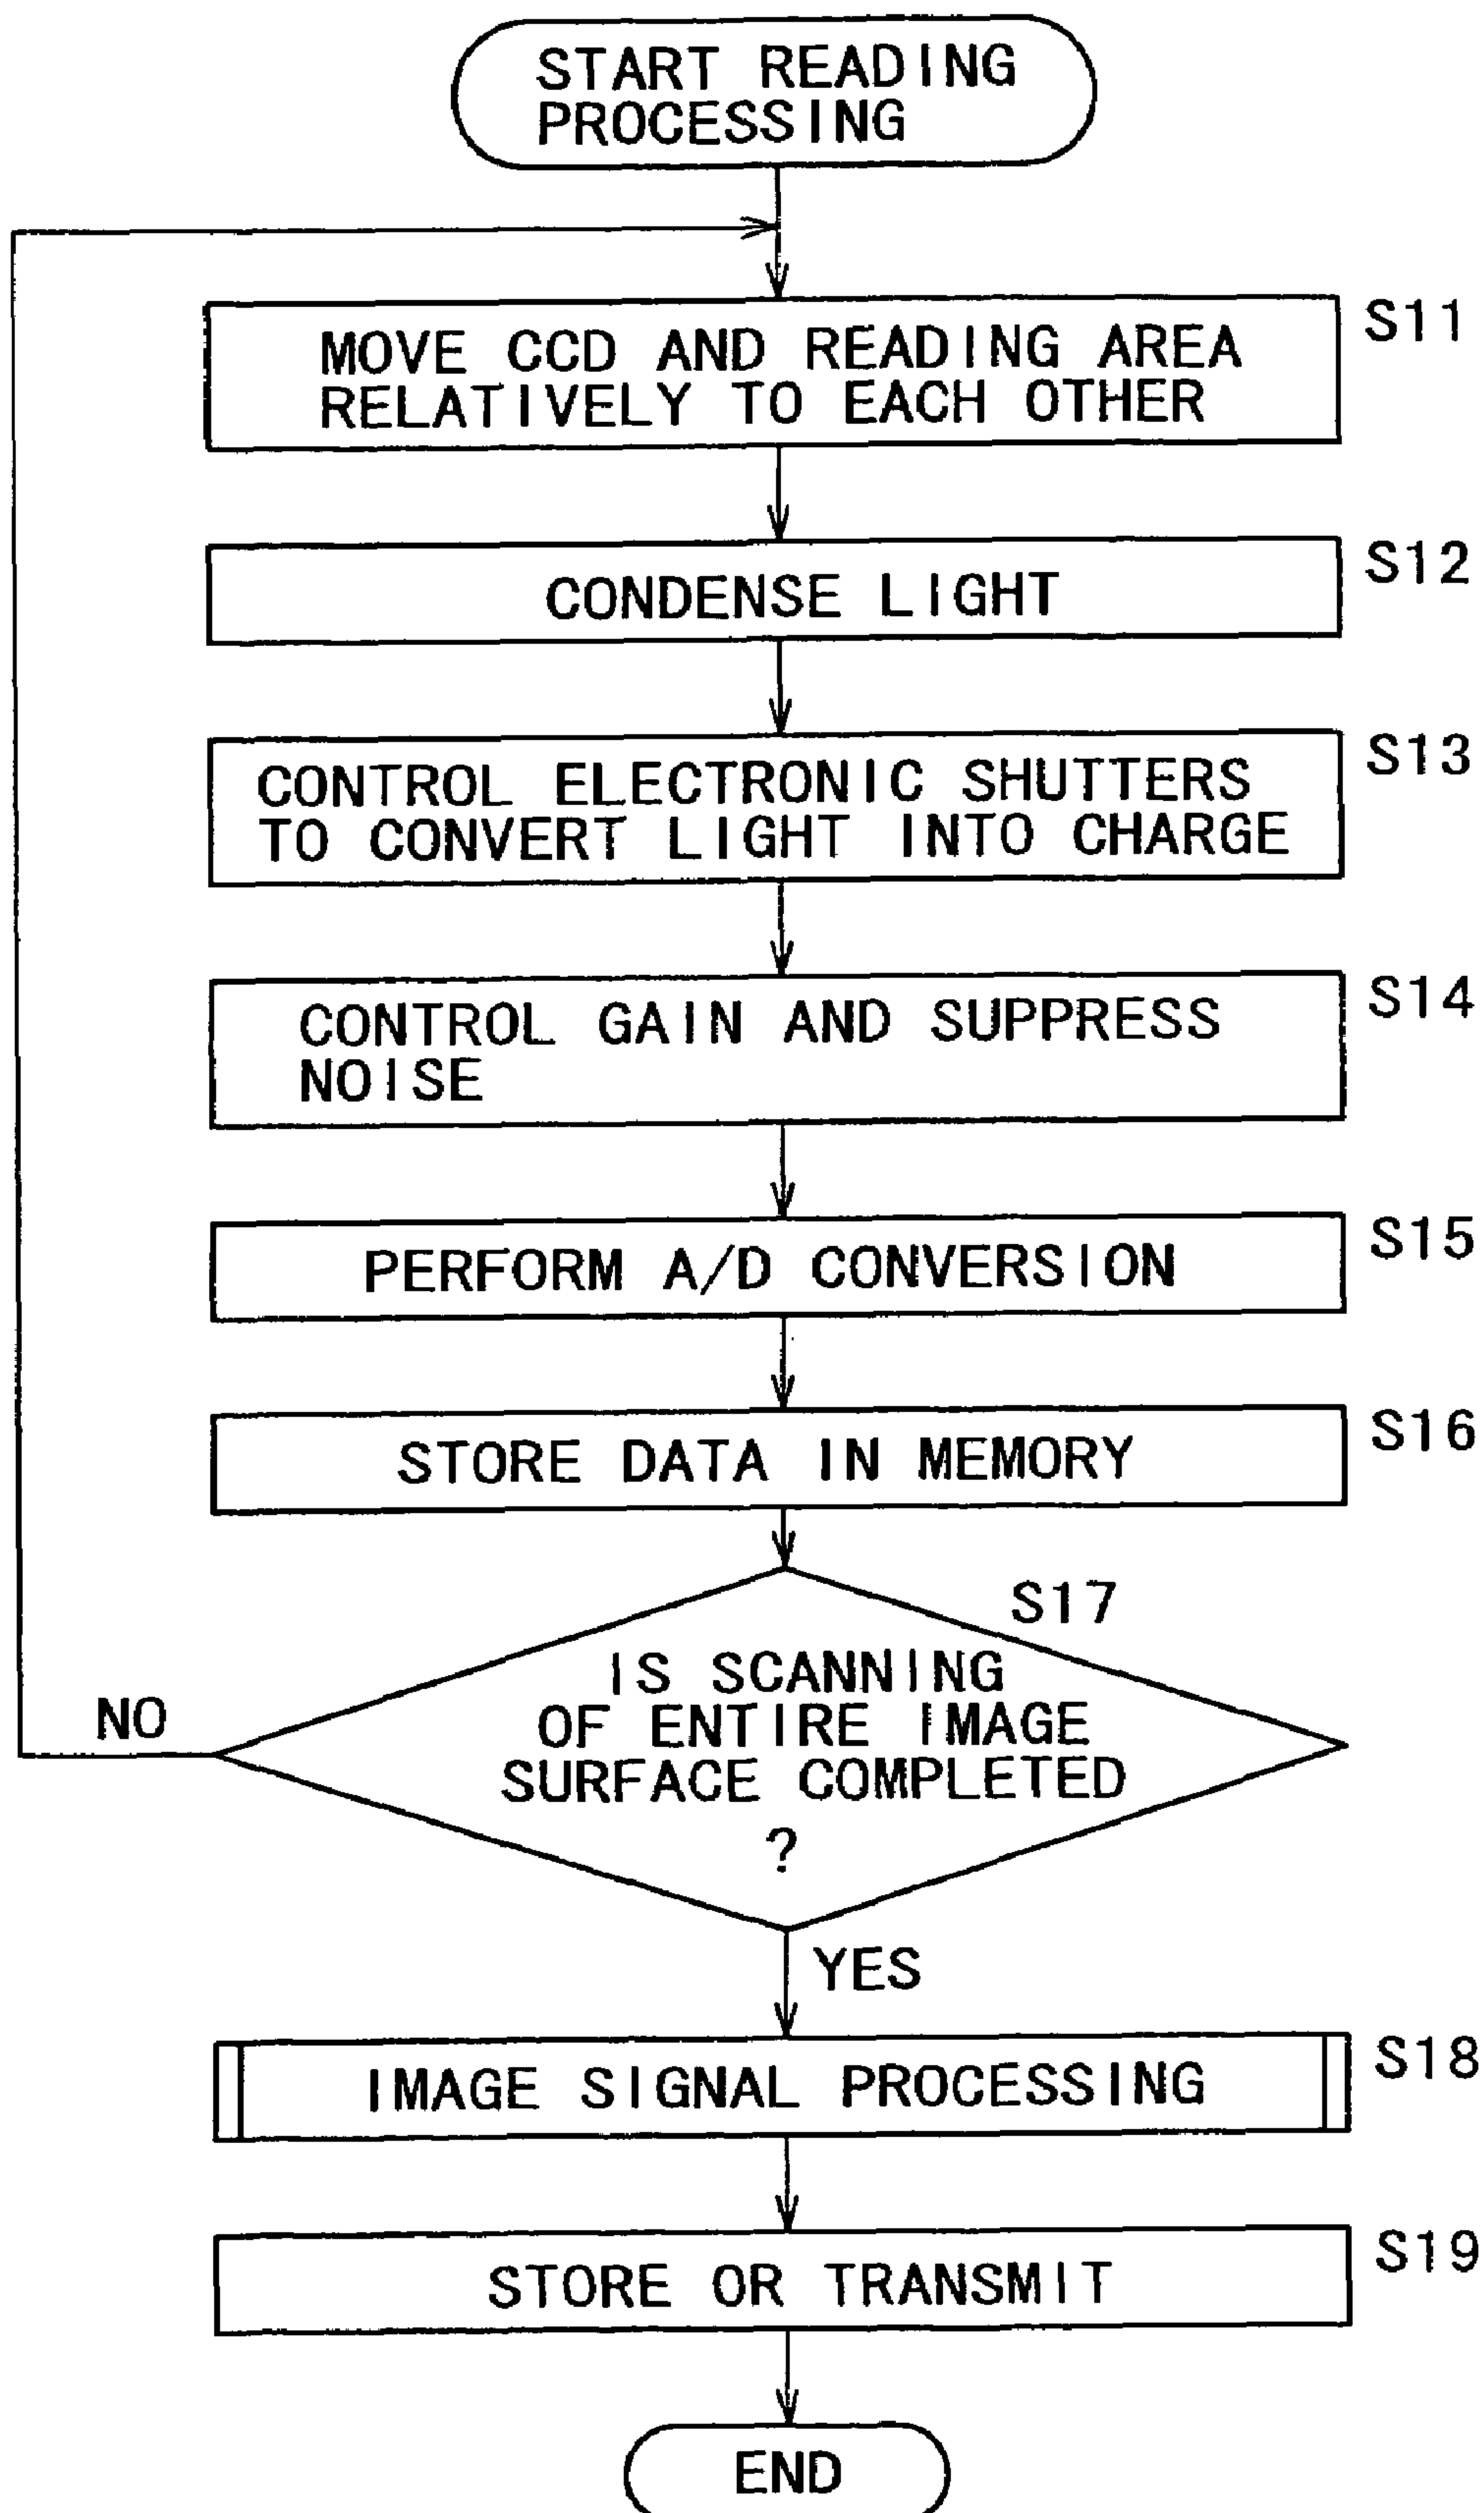 START READING
PROCESSING
MOVE CCD AND READING AREA
RELATIVELY TO EACH OTHER
S11
CONDENSE LIGHT
S12
CONTROL ELECTRONIC SHUTTERS
TO CONVERT LIGHT INTO CHARGE
S13
CONTROL GAIN AND SUPPRESS
NOISE
S14
PERFORM A/D CONVERSION
S15
STORE DATA IN MEMORY
S16
S17
IS SCANNING
OF ENTIRE IMAGE
SURFACE COMPLETED
?
NO
YES
IMAGE SIGNAL PROCESSING
S18
STORE OR TRANSMIT
S19
END